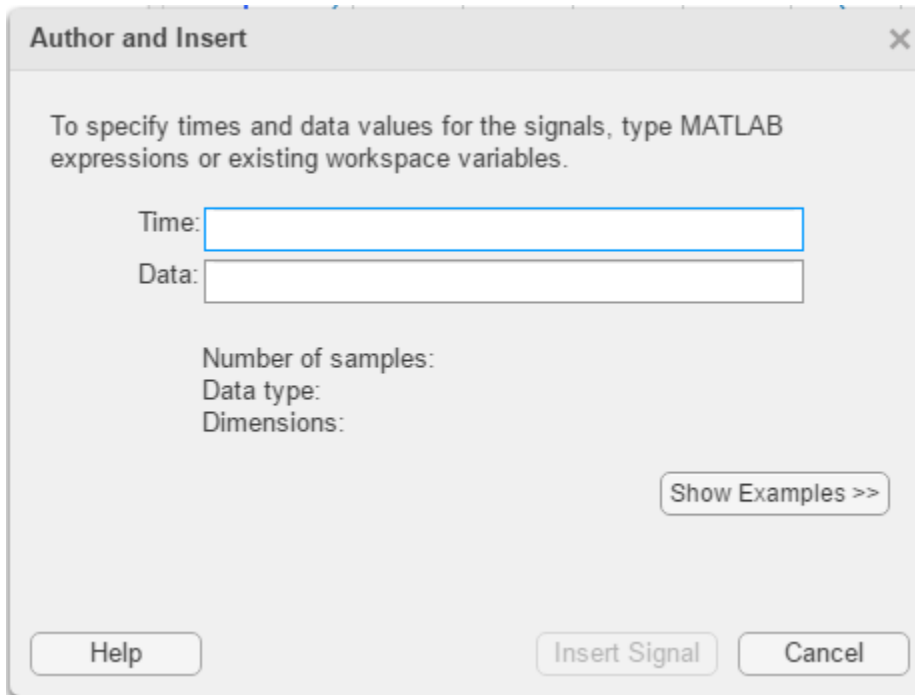 Author and Insert
To specify times and data values for the signals, type MATLAB
expressions or existing workspace variables.
Time:
Data:
Number of samples:
Data type:
Dimensions:
Show Examples >>
Help
Insert Signal
Cancel